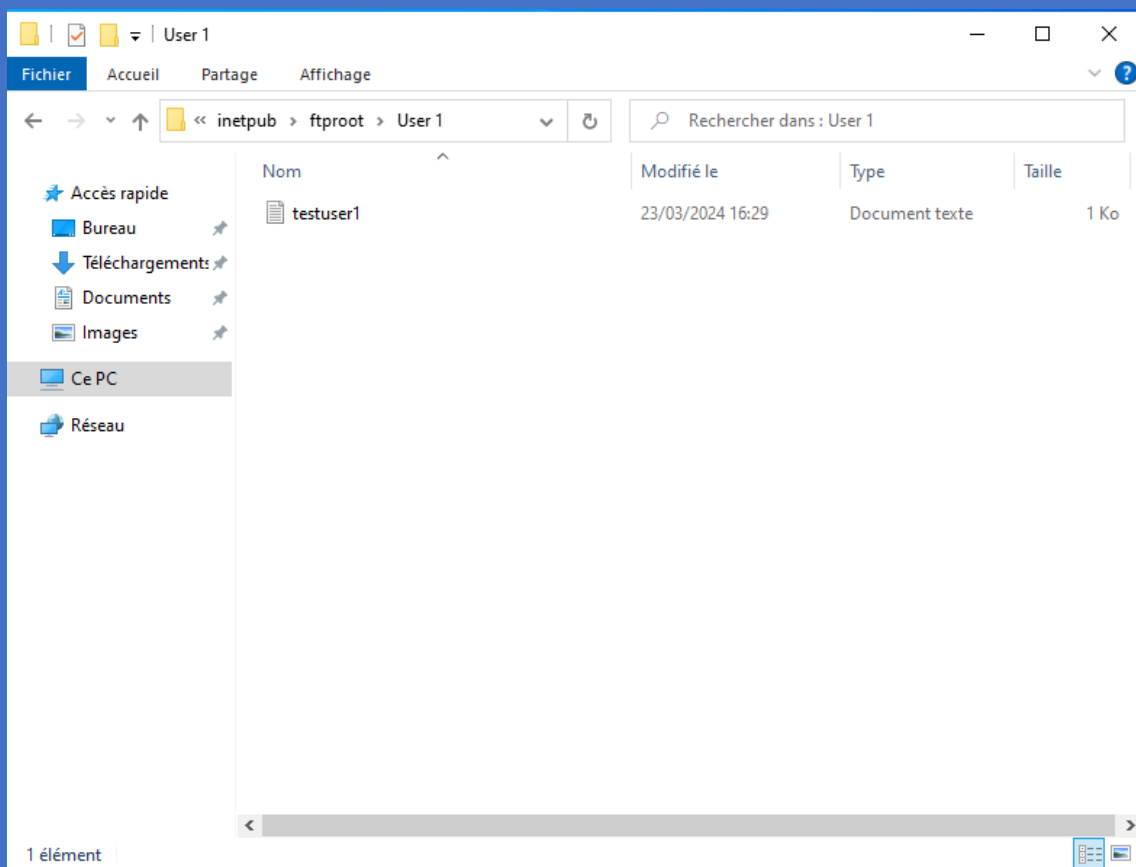 User 1
Fichier Accueil Partage Affichage
« inetpub > ftproot > User 1 Rechercher dans : User 1
Nom Modifié le Type Taille
Accès rapide
testuser1 23/03/2024 16:29 Document texte 1 Ko
Bureau
Téléchargements
Documents
Images
Ce PC
Réseau
1 élément